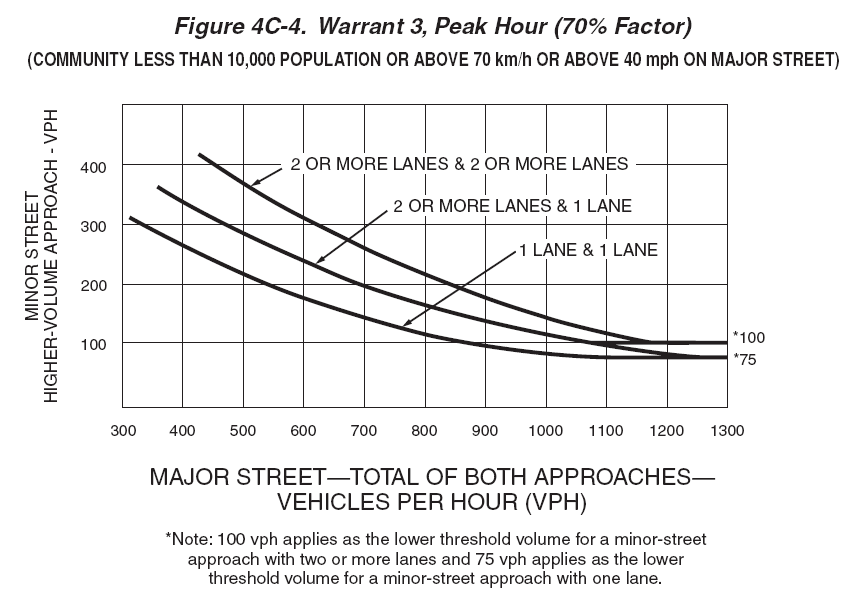 Figure 4C-4. Warrant 3, Peak Hour (70% Factor)
(COMMUNITY LESS THAN 10,000 POPULATION OR ABOVE 70 km/h OR ABOVE 40 mph ON MAJOR STREET)
MINOR STREET
HIGHER-VOLUME APPROACH - VPH
400
300
200
100
2 OR MORE LANES & 2 OR MORE LANES
2 OR MORE LANES & 1 LANE
1 LANE & 1 LANE
*100
*75
300 400 500 600 700 800 900 1000 1100 1200 1300
MAJOR STREET—TOTAL OF BOTH APPROACHES—
VEHICLES PER HOUR (VPH)
*Note: 100 vph applies as the lower threshold volume for a minor-street
approach with two or more lanes and 75 vph applies as the lower
threshold volume for a minor-street approach with one lane.